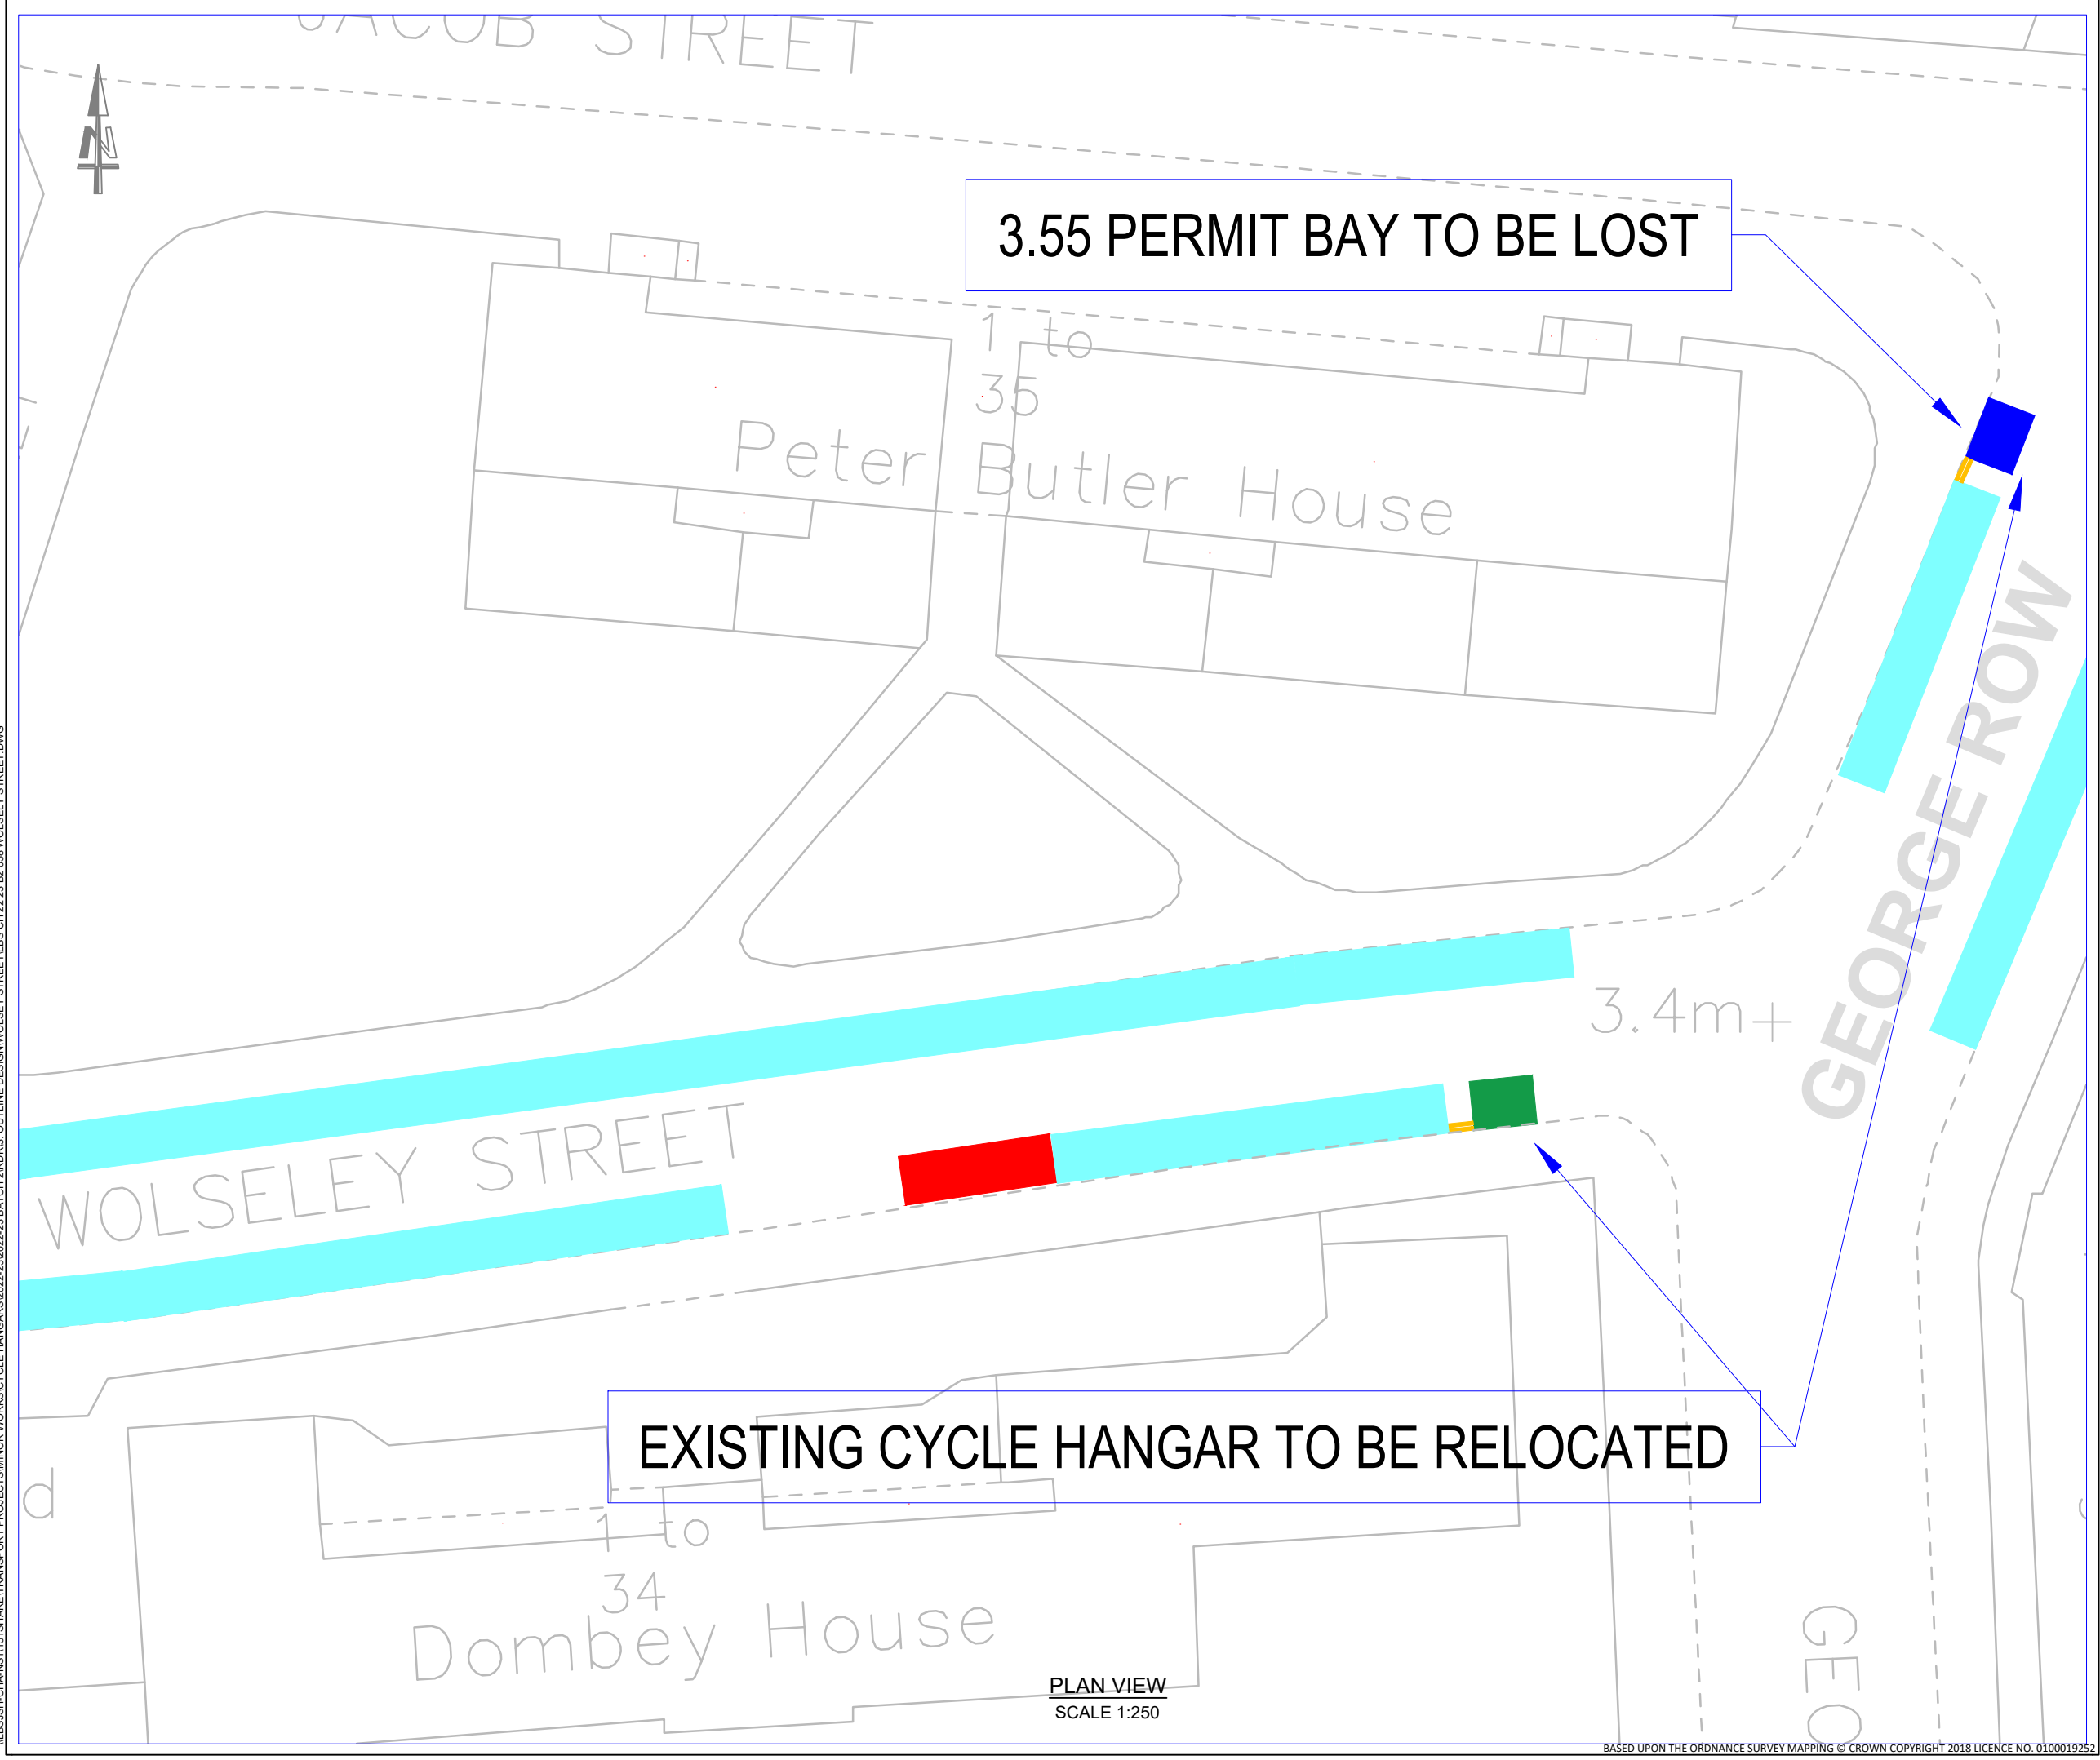 STREET
N
3.55 PERMIT BAY TO BE LOST
1 to
35
Peter Butler House
GEORGE ROW
3.4m+
WOLSELEY STREET
EXISTING CYCLE HANGAR TO BE RELOCATED
1 to
34
Dombey House
GEO
PLAN VIEW
SCALE 1:250
BASED UPON THE ORDNANCE SURVEY MAPPING © CROWN COPYRIGHT 2018 LICENCE NO. 0100019252